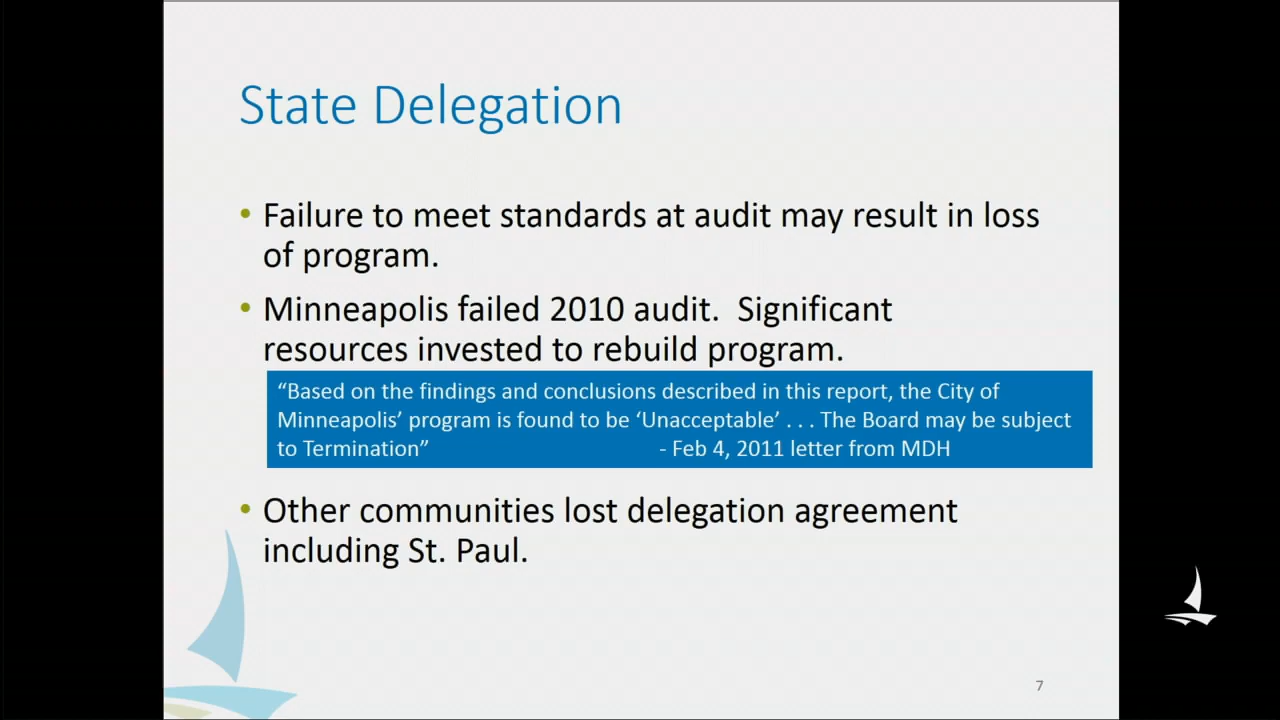 State Delegation
• Failure to meet standards at audit may result in loss
of program.
• Minneapolis failed 2010 audit.  Significant
resources invested to rebuild program.
“Based on the findings and conclusions described in this report, the City of
Minneapolis’ program is found to be ‘Unacceptable’ . . . The Board may be subject
to Termination” - Feb 4, 2011 letter from MDH
• Other communities lost delegation agreement
including St. Paul.
7